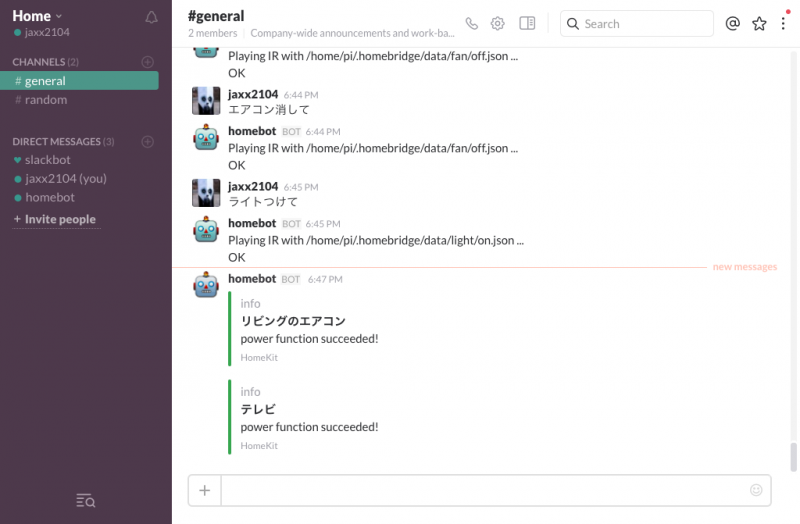 Home
jaxx2104
CHANNELS (2)
# general
# random
DIRECT MESSAGES (3)
slackbot
jaxx2104 (you)
homebot
+ Invite people
#general
2 members | Company-wide announcements and work-ba...
Search
Playing IR with /home/pi/.homebridge/data/fan/off.json ...
OK
jaxx2104 6:44 PM
エアコン消して
homebot BOT 6:44 PM
Playing IR with /home/pi/.homebridge/data/fan/off.json ...
OK
jaxx2104 6:45 PM
ライトつけて
homebot BOT 6:45 PM
Playing IR with /home/pi/.homebridge/data/light/on.json ...
OK
new messages
homebot BOT 6:47 PM
info
リビングのエアコン
power function succeeded!
HomeKit
info
テレビ
power function succeeded!
HomeKit